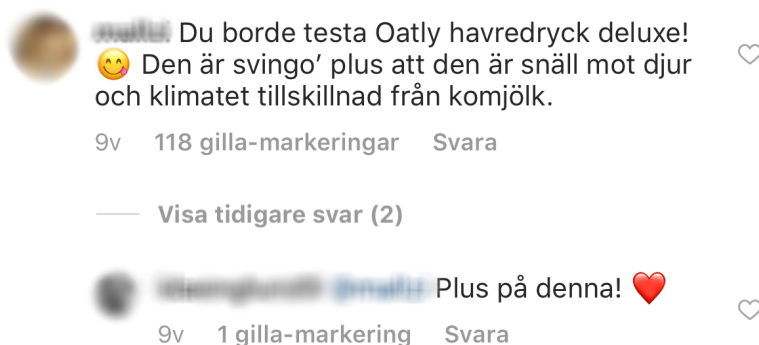 Du borde testa Oatly havredryck deluxe!
😋 Den är svingo’ plus att den är snäll mot djur
och klimatet tillskillnad från komjölk.
9v 118 gilla-markeringar Svara
Visa tidigare svar (2)
Plus på denna! ❤️
9v 1 gilla-markering Svara